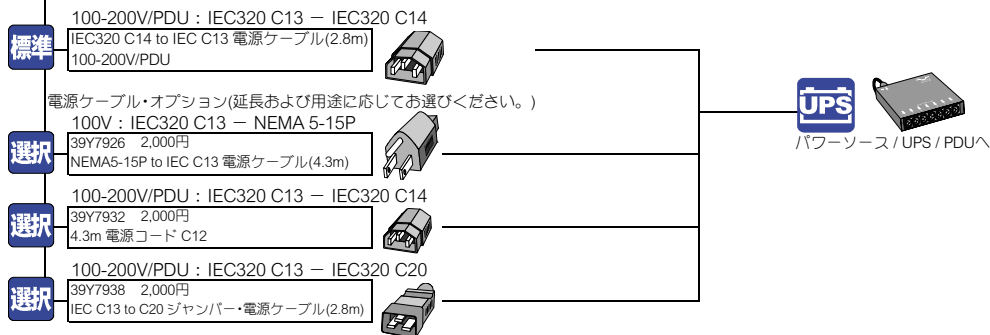 100-200V/PDU : IEC320 C13 － IEC320 C14
標準
IEC320 C14 to IEC C13 電源ケーブル(2.8m)
100-200V/PDU
電源ケーブル・オプション(延長および用途に応じてお選びください。)
100V : IEC320 C13 － NEMA 5-15P
選択
39Y7926 2,000円
NEMA5-15P to IEC C13 電源ケーブル(4.3m)
100-200V/PDU : IEC320 C13 － IEC320 C14
選択
39Y7932 2,000円
4.3m 電源コード C12
100-200V/PDU : IEC320 C13 － IEC320 C20
選択
39Y7938 2,000円
IEC C13 to C20 ジャンパー・電源ケーブル(2.8m)
UPS
パワーソース / UPS / PDUへ